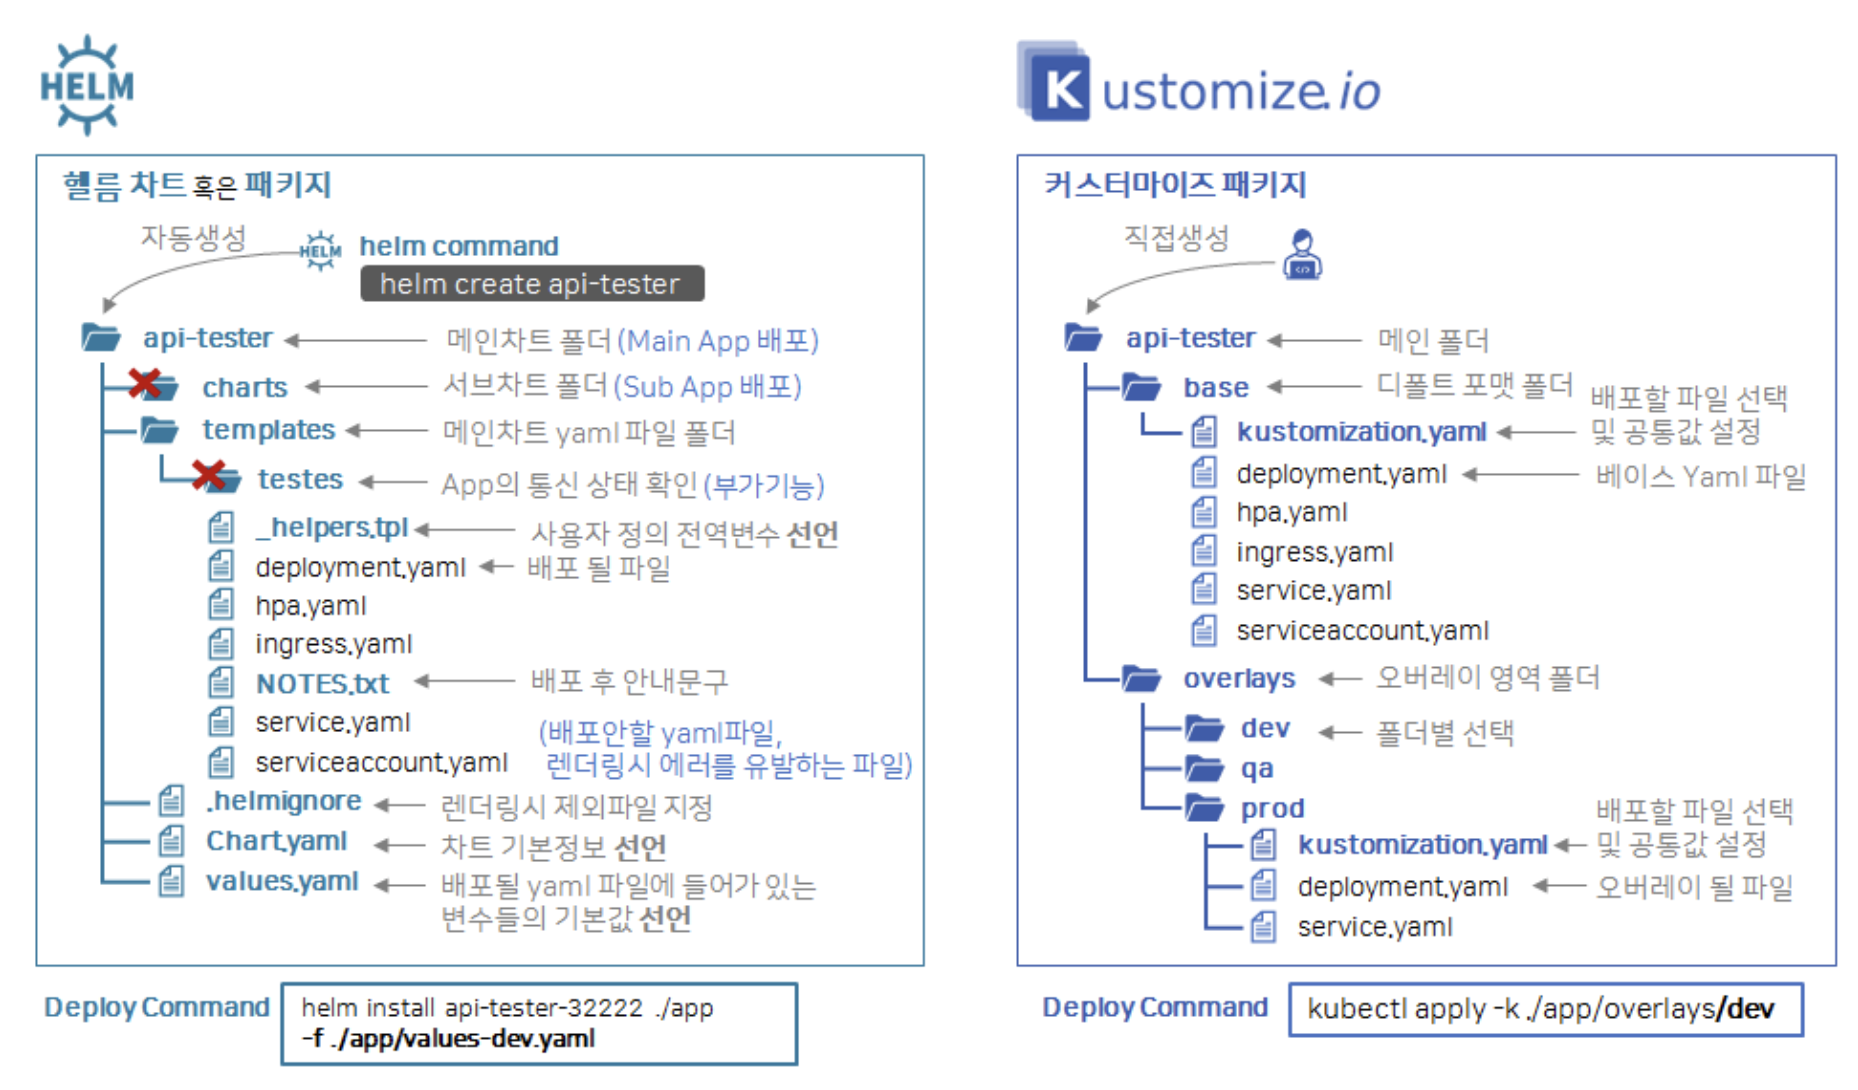 HELM
헬름 차트 혹은 패키지
자동생성
HELM
helm command
helm create api-tester
api-tester
메인차트 폴더 (Main App 배포)
charts
서브차트 폴더 (Sub App 배포)
templates
메인차트 yaml 파일 폴더
testes
App의 통신 상태 확인 (부가기능)
_helpers.tpl
사용자 정의 전역변수 선언
deployment.yaml
배포 될 파일
hpa.yaml
ingress.yaml
NOTES.txt
배포 후 안내문구
service.yaml
(배포안할 yaml파일,
serviceaccount.yaml
렌더링시 에러를 유발하는 파일)
.helmignore
렌더링시 제외파일 지정
Chart.yaml
차트 기본정보 선언
values.yaml
배포될 yaml 파일에 들어가 있는
변수들의 기본값 선언
Deploy Command
helm install api-tester-32222 ./app
-f ./app/values-dev.yaml
Kustomize.io
커스터마이즈 패키지
직접생성
</>
api-tester
메인 폴더
base
디폴트 포맷 폴더
배포할 파일 선택
및 공통값 설정
kustomization.yaml
deployment.yaml
베이스 Yaml 파일
hpa.yaml
ingress.yaml
service.yaml
serviceaccount.yaml
overlays
오버레이 영역 폴더
dev
폴더별 선택
qa
prod
배포할 파일 선택
및 공통값 설정
kustomization.yaml
deployment.yaml
오버레이 될 파일
service.yaml
Deploy Command
kubectl apply -k ./app/overlays/dev